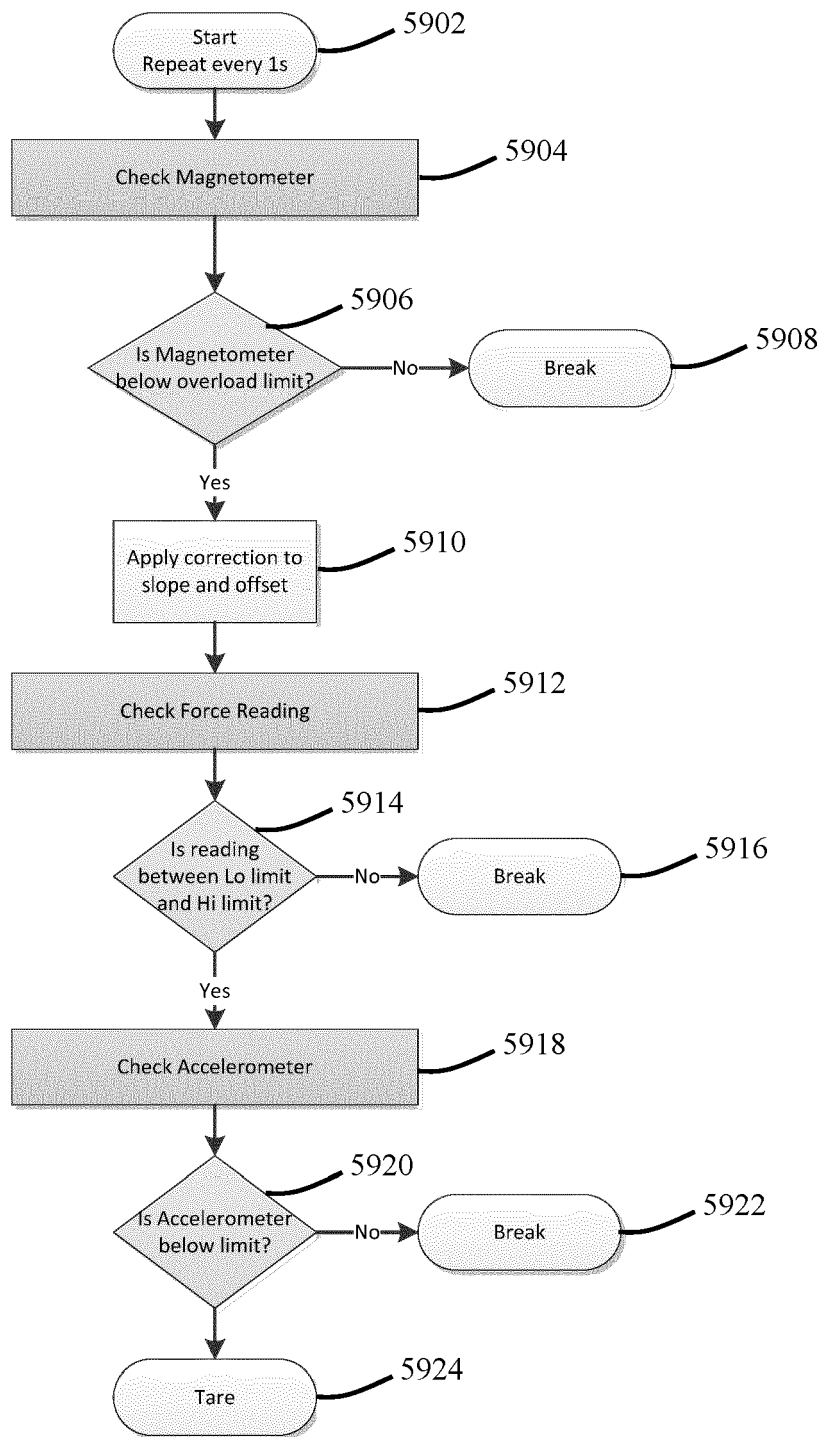 Start
Repeat every 1s
5902
Check Magnetometer
5904
5906
Is Magnetometer
below overload limit?
No
Break
5908
Yes
Apply correction to
slope and offset
5910
Check Force Reading
5912
5914
Is reading
between Lo limit
and Hi limit?
No
Break
5916
Yes
Check Accelerometer
5918
5920
Is Accelerometer
below limit?
No
Break
5922
Tare
5924